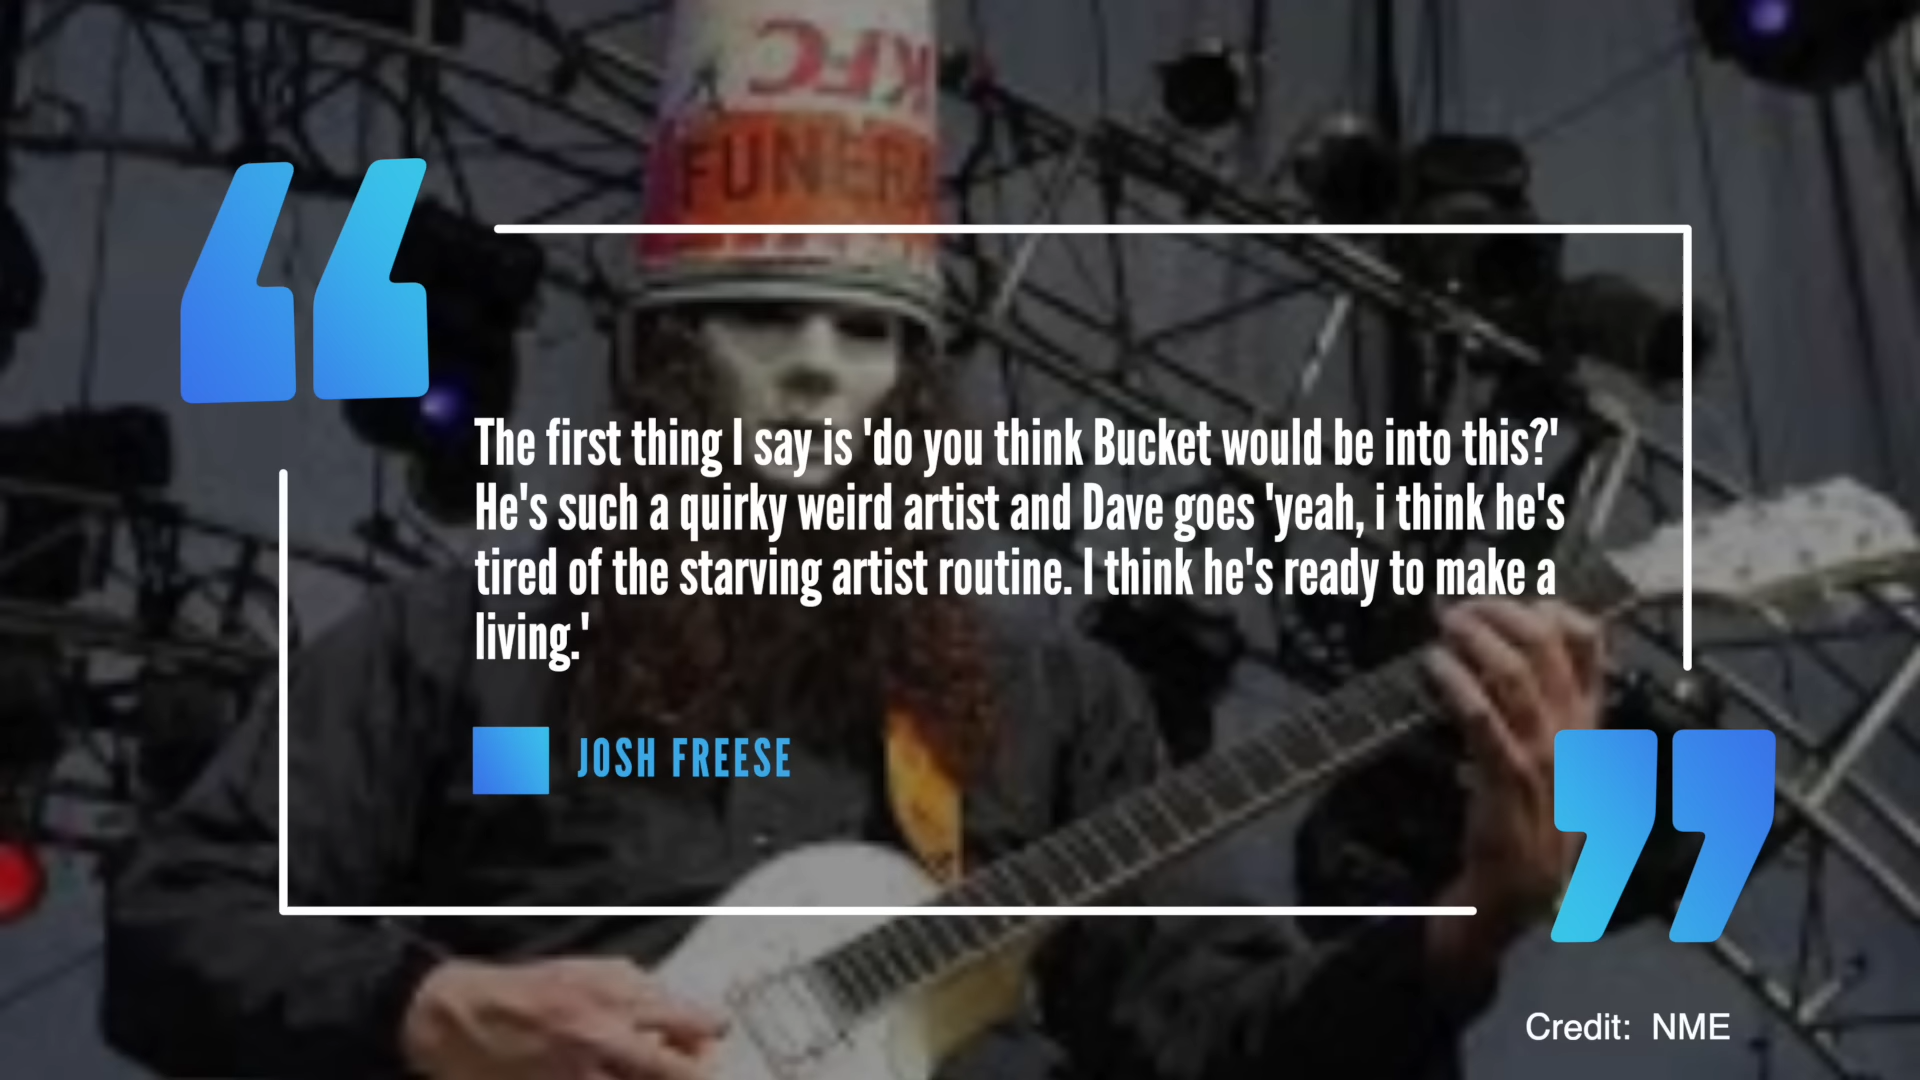 KFC
FUNERA
The first thing I say is 'do you think Bucket would be into this?'
He's such a quirky weird artist and Dave goes 'yeah, i think he's
tired of the starving artist routine. I think he's ready to make a
living.'
JOSH FREESE
Credit: NME